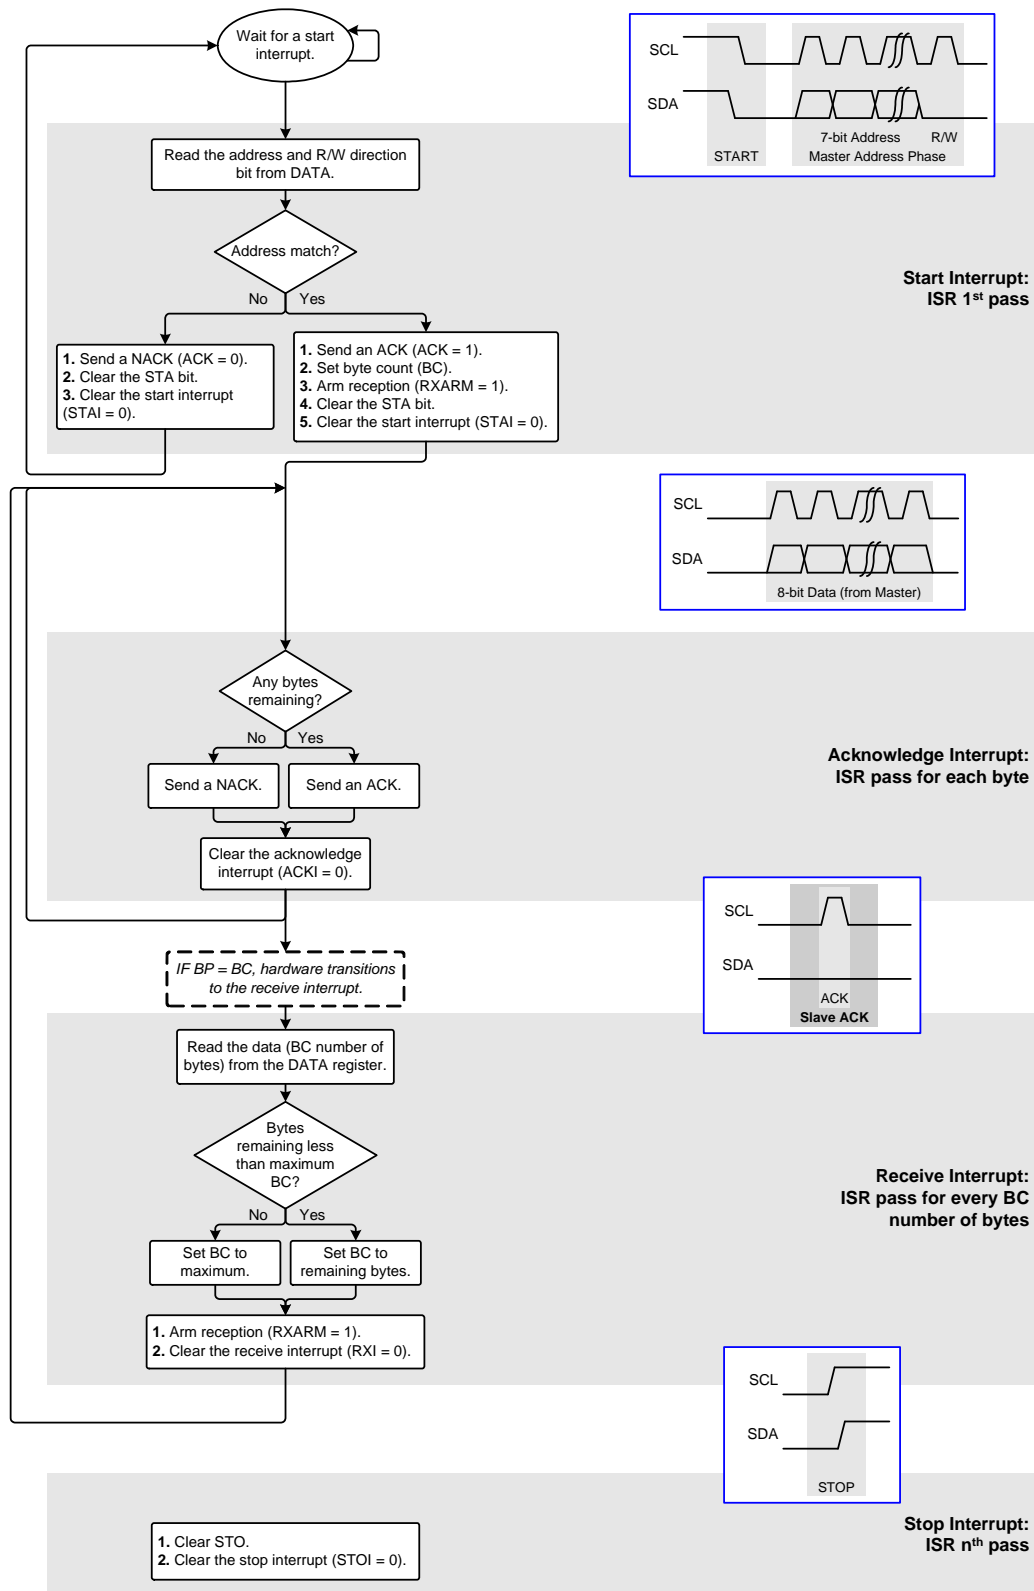 Wait for a start
interrupt.
SCL
SDA
7-bit Address R/W
START Master Address Phase
Read the address and R/W direction
bit from DATA.
Address match?
No Yes
Start Interrupt:
ISR 1st pass
1. Send a NACK (ACK = 0).
2. Clear the STA bit.
3. Clear the start interrupt
(STAI = 0).
1. Send an ACK (ACK = 1).
2. Set byte count (BC).
3. Arm reception (RXARM = 1).
4. Clear the STA bit.
5. Clear the start interrupt (STAI = 0).
SCL
SDA
8-bit Data (from Master)
Any bytes
remaining?
No Yes
Send a NACK.
Send an ACK.
Acknowledge Interrupt:
ISR pass for each byte
Clear the acknowledge
interrupt (ACKI = 0).
SCL
SDA
ACK
Slave ACK
IF BP = BC, hardware transitions
to the receive interrupt.
Read the data (BC number of
bytes) from the DATA register.
Bytes
remaining less
than maximum
BC?
No Yes
Receive Interrupt:
ISR pass for every BC
number of bytes
Set BC to
maximum.
Set BC to
remaining bytes.
1. Arm reception (RXARM = 1).
2. Clear the receive interrupt (RXI = 0).
SCL
SDA
STOP
1. Clear STO.
2. Clear the stop interrupt (STOI = 0).
Stop Interrupt:
ISR nth pass